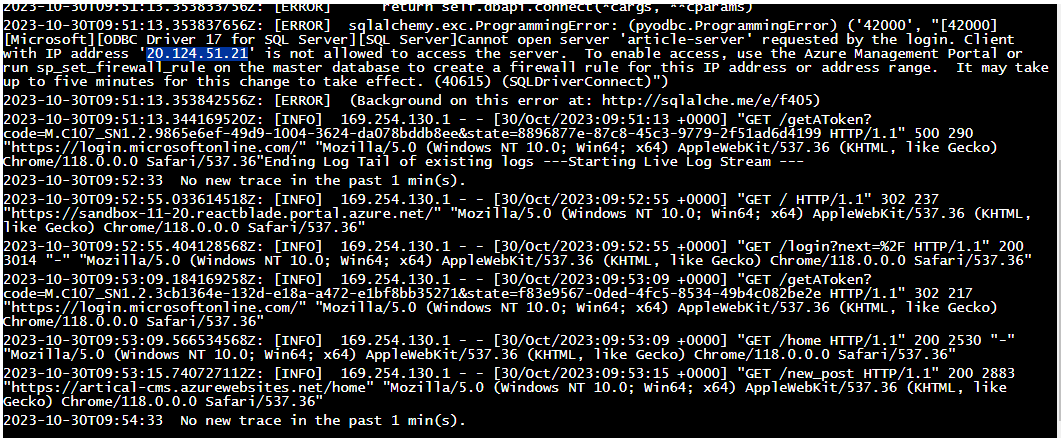 2023-10-30T09:51:13.353833756Z: [ERROR]     return self.dbapi.connect(*cargs, **cparams)
2023-10-30T09:51:13.353837656Z: [ERROR]  sqlalchemy.exc.ProgrammingError: (pyodbc.ProgrammingError) ('42000', "[42000]
[Microsoft][ODBC Driver 17 for SQL Server][SQL Server]Cannot open server 'article-server' requested by the login. Client
with IP address '20.124.51.21' is not allowed to access the server.  To enable access, use the Azure Management Portal or
run sp_set_firewall_rule on the master database to create a firewall rule for this IP address or address range.  It may take
up to five minutes for this change to take effect. (40615) (SQLDriverConnect)")
2023-10-30T09:51:13.353842556Z: [ERROR]  (Background on this error at: http://sqlalche.me/e/f405)
2023-10-30T09:51:13.344169520Z: [INFO]  169.254.130.1 - - [30/Oct/2023:09:51:13 +0000] "GET /getAToken?
code=M.C107_SN1.2.9865e6ef-49d9-1004-3624-da078bddb8ee&state=8896877e-87c8-45c3-9779-2f51ad6d4199 HTTP/1.1" 500 290
"https://login.microsoftonline.com/" "Mozilla/5.0 (Windows NT 10.0; Win64; x64) AppleWebKit/537.36 (KHTML, like Gecko)
Chrome/118.0.0.0 Safari/537.36"Ending Log Tail of existing logs ---Starting Live Log Stream ---
2023-10-30T09:52:33  No new trace in the past 1 min(s).
2023-10-30T09:52:55.033614518Z: [INFO]  169.254.130.1 - - [30/Oct/2023:09:52:55 +0000] "GET / HTTP/1.1" 302 237
"https://sandbox-11-20.reactblade.portal.azure.net/" "Mozilla/5.0 (Windows NT 10.0; Win64; x64) AppleWebKit/537.36 (KHTML,
like Gecko) Chrome/118.0.0.0 Safari/537.36"
2023-10-30T09:52:55.404128568Z: [INFO]  169.254.130.1 - - [30/Oct/2023:09:52:55 +0000] "GET /login?next=%2F HTTP/1.1" 200
3014 "-" "Mozilla/5.0 (Windows NT 10.0; Win64; x64) AppleWebKit/537.36 (KHTML, like Gecko) Chrome/118.0.0.0 Safari/537.36"
2023-10-30T09:53:09.184169258Z: [INFO]  169.254.130.1 - - [30/Oct/2023:09:53:09 +0000] "GET /getAToken?
code=M.C107_SN1.2.3cb1364e-132d-e18a-a472-e1bf8bb35271&state=f83e9567-0ded-4fc5-8534-49b4c082be2e HTTP/1.1" 302 217
"https://login.microsoftonline.com/" "Mozilla/5.0 (Windows NT 10.0; Win64; x64) AppleWebKit/537.36 (KHTML, like Gecko)
Chrome/118.0.0.0 Safari/537.36"
2023-10-30T09:53:09.566534568Z: [INFO]  169.254.130.1 - - [30/Oct/2023:09:53:09 +0000] "GET /home HTTP/1.1" 200 2530 "-"
"Mozilla/5.0 (Windows NT 10.0; Win64; x64) AppleWebKit/537.36 (KHTML, like Gecko) Chrome/118.0.0.0 Safari/537.36"
2023-10-30T09:53:15.740727112Z: [INFO]  169.254.130.1 - - [30/Oct/2023:09:53:15 +0000] "GET /new_post HTTP/1.1" 200 2883
"https://artical-cms.azurewebsites.net/home" "Mozilla/5.0 (Windows NT 10.0; Win64; x64) AppleWebKit/537.36 (KHTML, like
Gecko) Chrome/118.0.0.0 Safari/537.36"
2023-10-30T09:54:33  No new trace in the past 1 min(s).